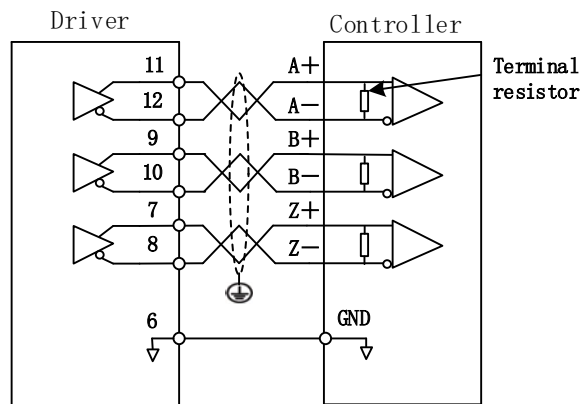 Driver
Controller
11
A+
Terminal
resistor
12
A-
9
B+
10
B-
7
Z+
8
Z-
6
GND